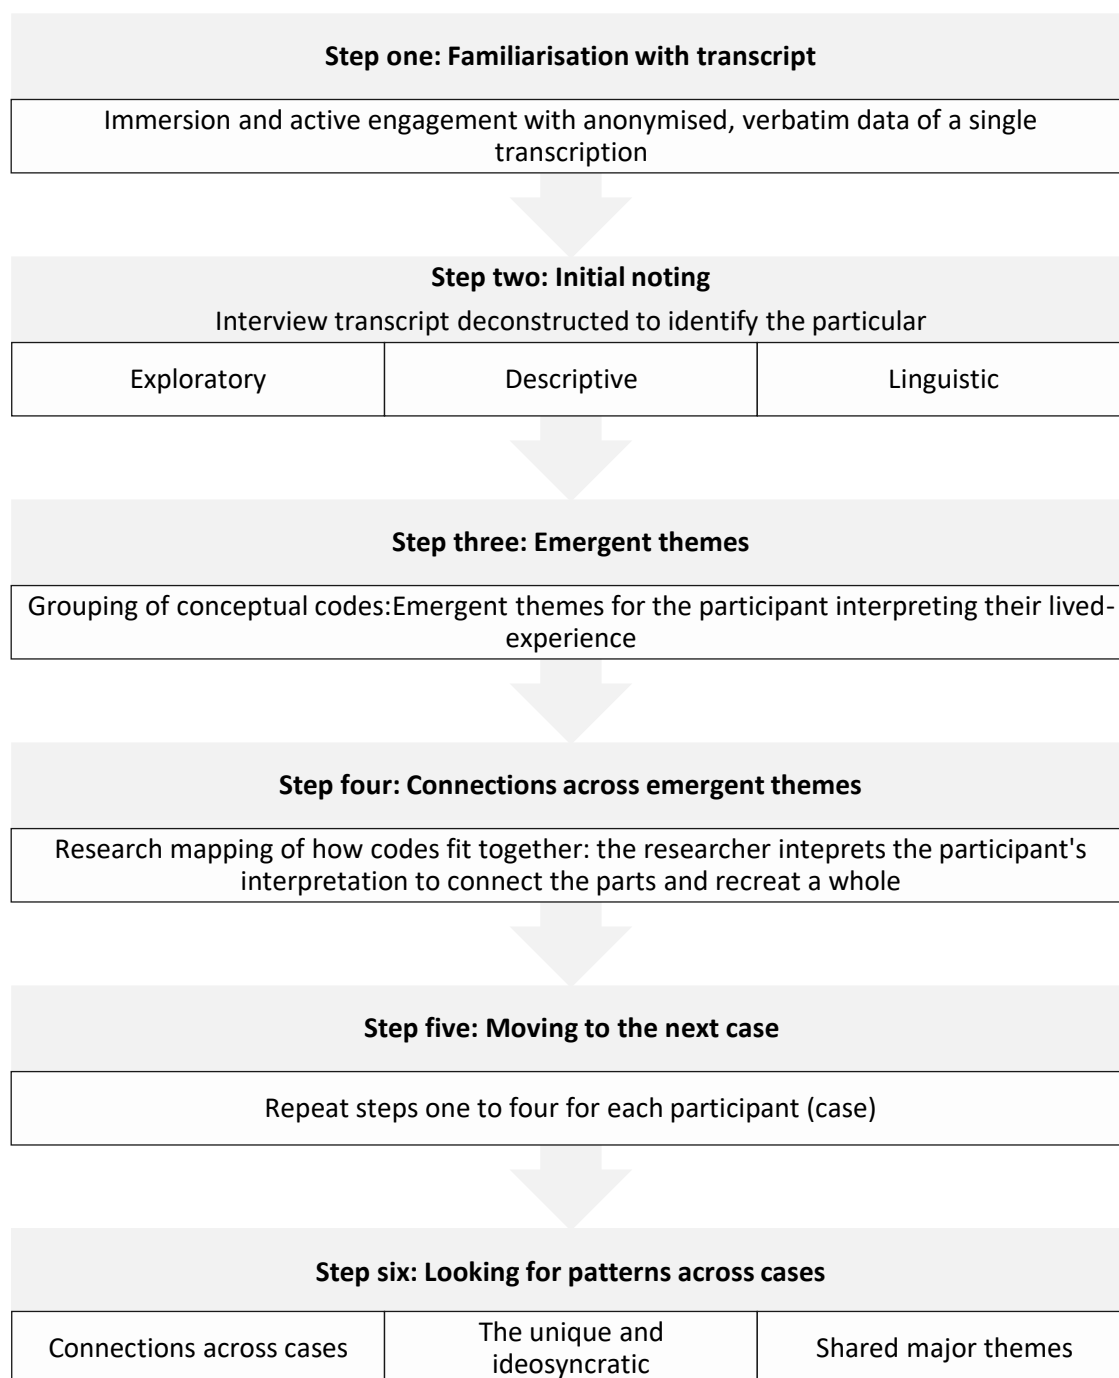 Step one: Familiarisation with transcript
Immersion and active engagement with anonymised, verbatim data of a single
transcription
Step two: Initial noting
Interview transcript deconstructed to identify the particular
Exploratory
Descriptive
Linguistic
Step three: Emergent themes
Grouping of conceptual codes:Emergent themes for the participant interpreting their lived-
experience
Step four: Connections across emergent themes
Research mapping of how codes fit together: the researcher inteprets the participant's
interpretation to connect the parts and recreat a whole
Step five: Moving to the next case
Repeat steps one to four for each participant (case)
Step six: Looking for patterns across cases
Connections across cases
The unique and
ideosyncratic
Shared major themes